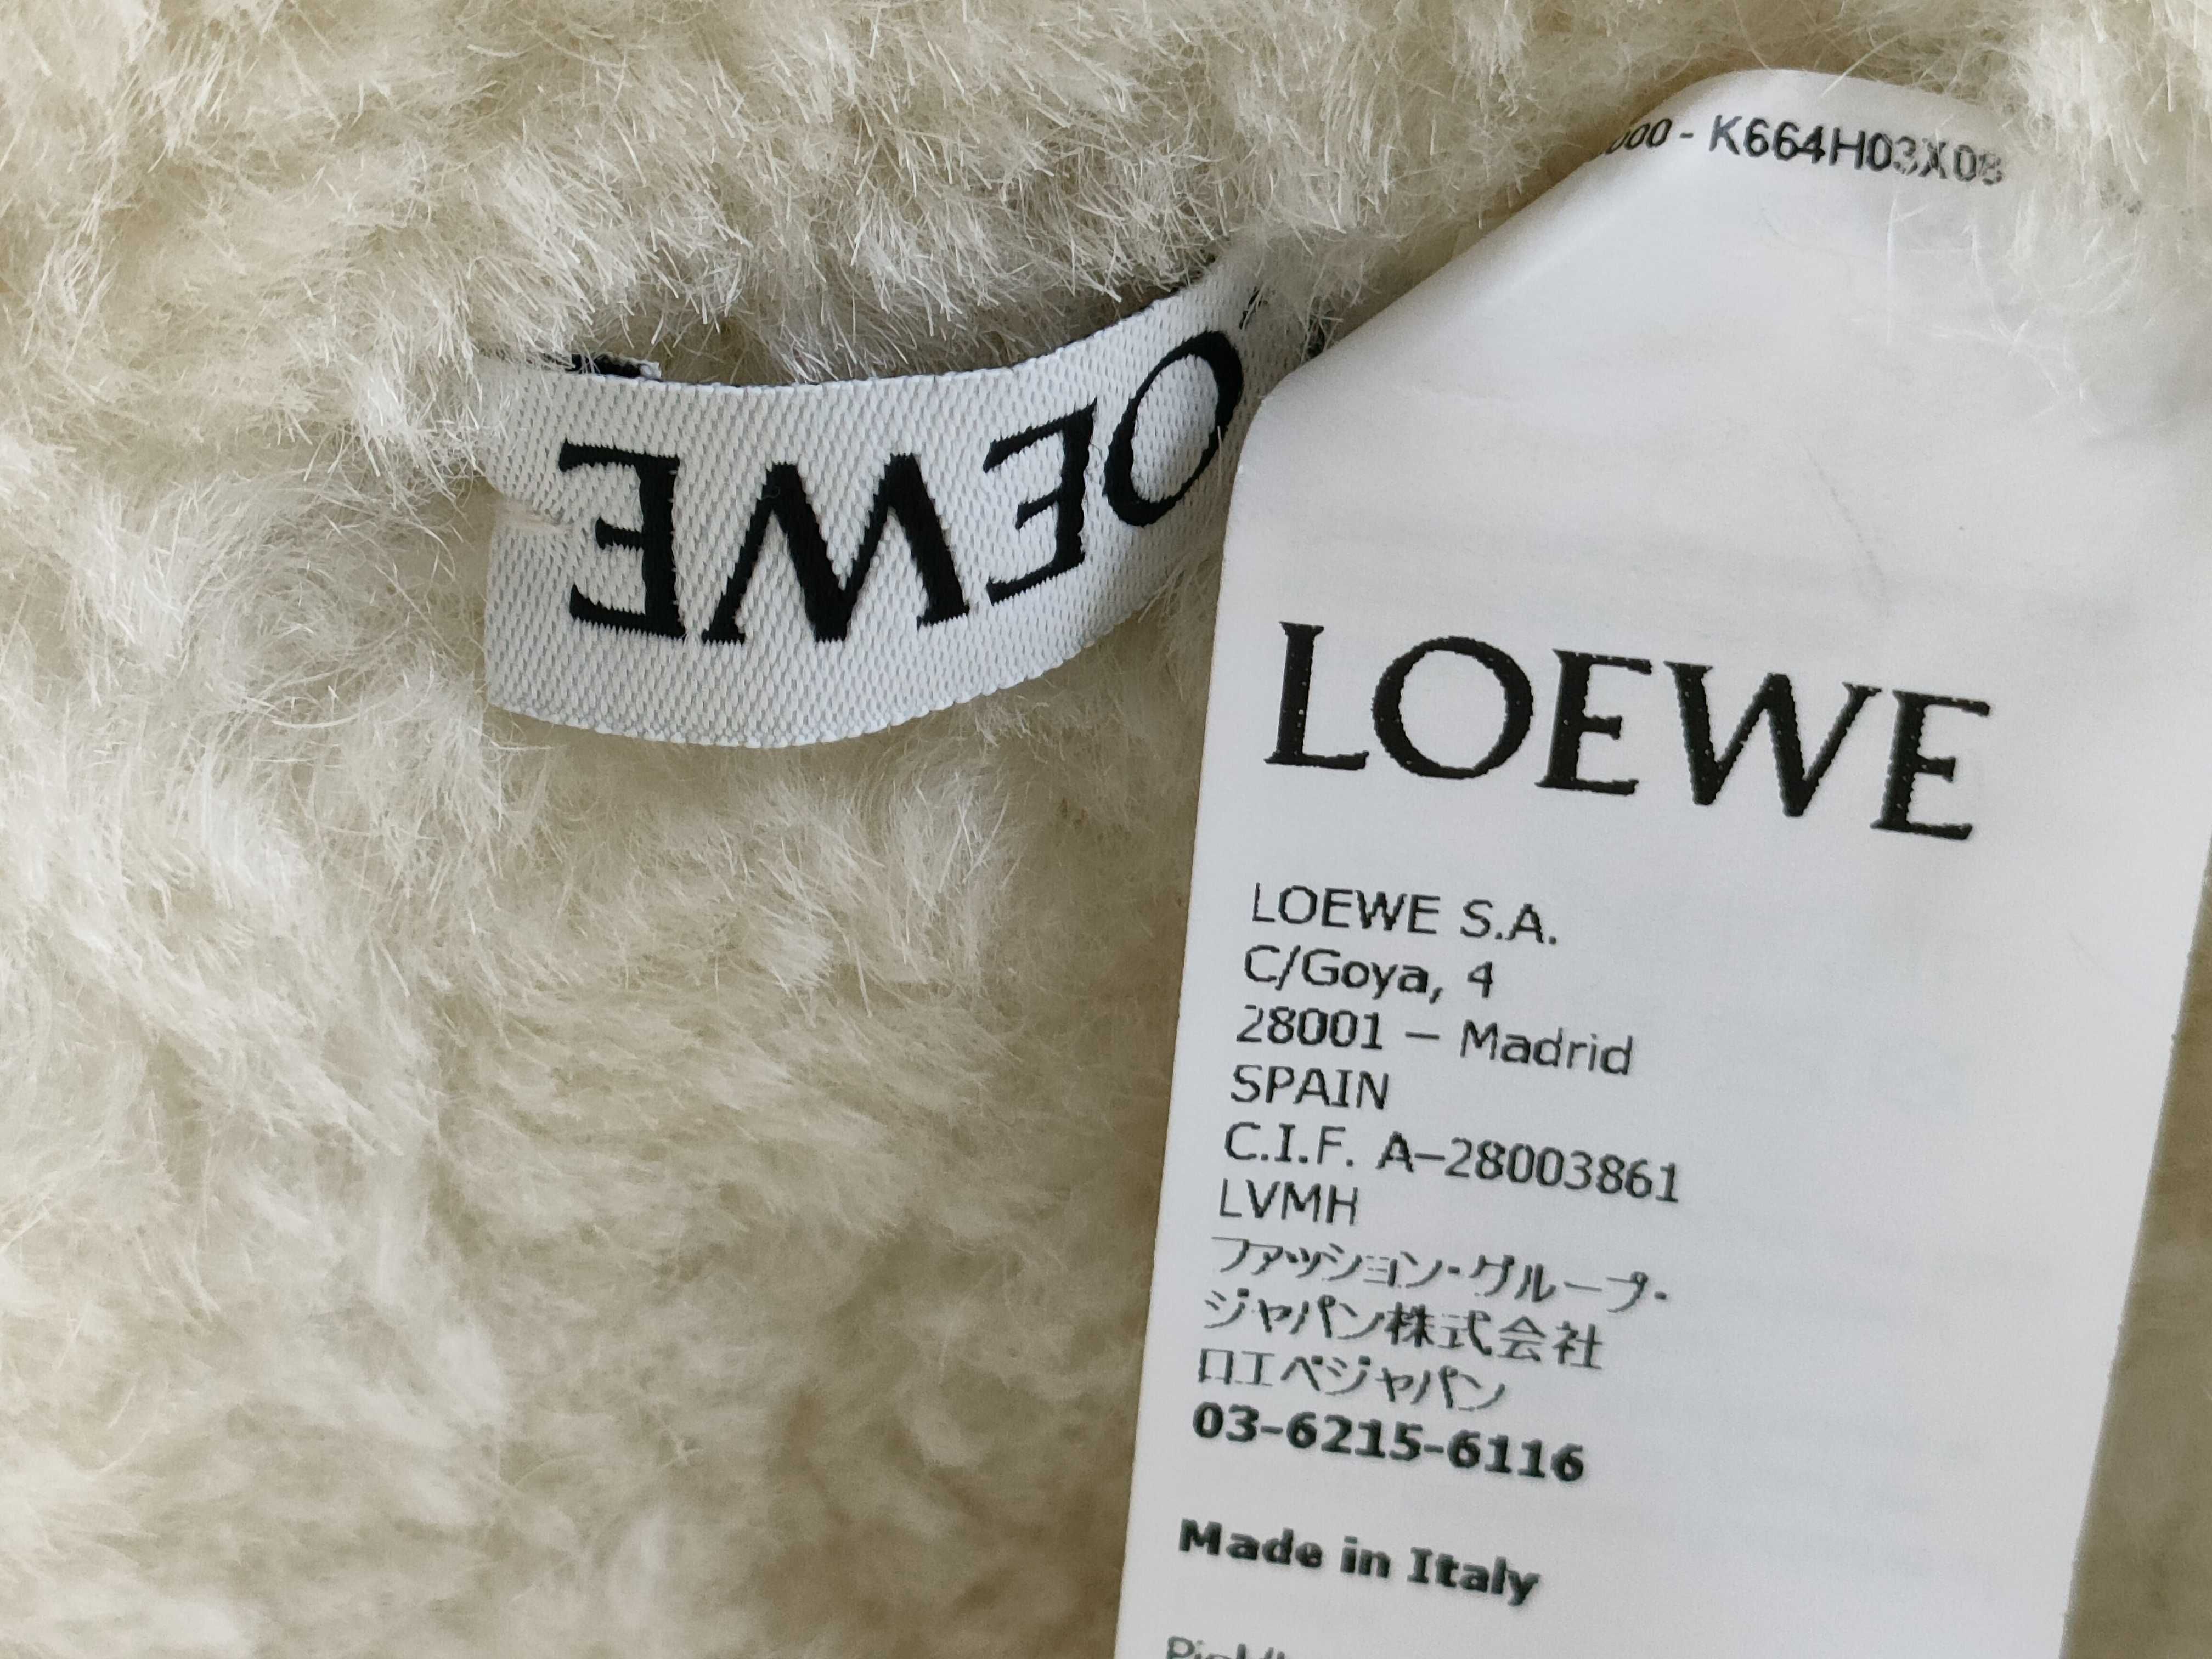 000 - K664H03X08
OEWE
LOEWE
LOEWE S.A.
C/Goya, 4
28001 – Madrid
SPAIN
C.I.F. A–28003861
LVMH
ファッション・グループ・
ジャパン株式会社
ロエベジャパン
03-6215-6116
Made in Italy